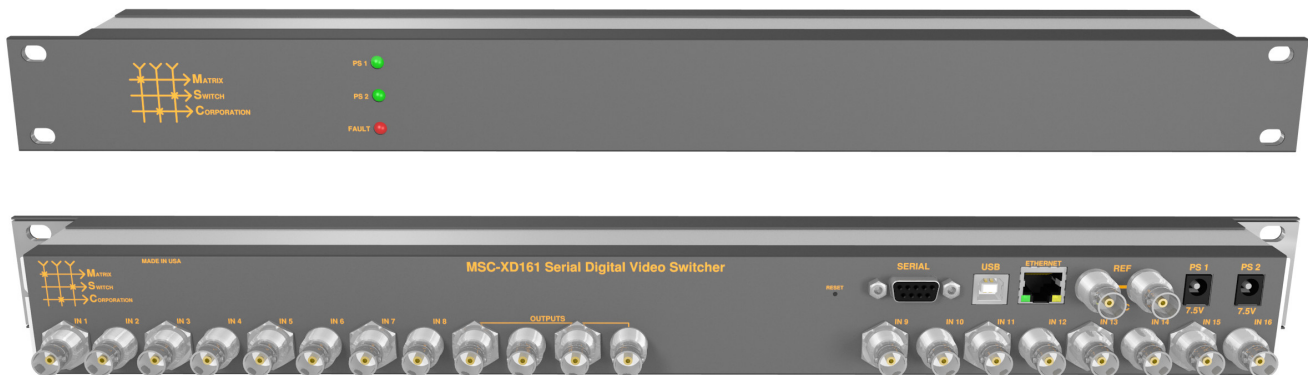 PS 1
MATRIX
PS 2
SWITCH
CORPORATION
FAULT
MADE IN USA
MSC-XD161 Serial Digital Video Switcher
SERIAL
USB
ETHERNET
REF
PS 1
PS 2
MATRIX
SWITCH
CORPORATION
RESET
7.5V
7.5V
OUTPUTS
IN 1
IN 2
IN 3
IN 4
IN 5
IN 6
IN 7
IN 8
IN 9
IN 10
IN 11
IN 12
IN 13
IN 14
IN 15
IN 16